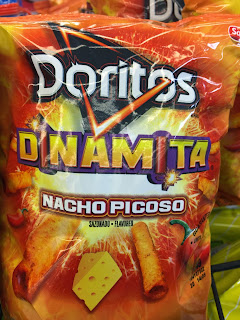 Doritos
DINAMITA
NACHO PICOSO
SAZONADO • FLAVORED